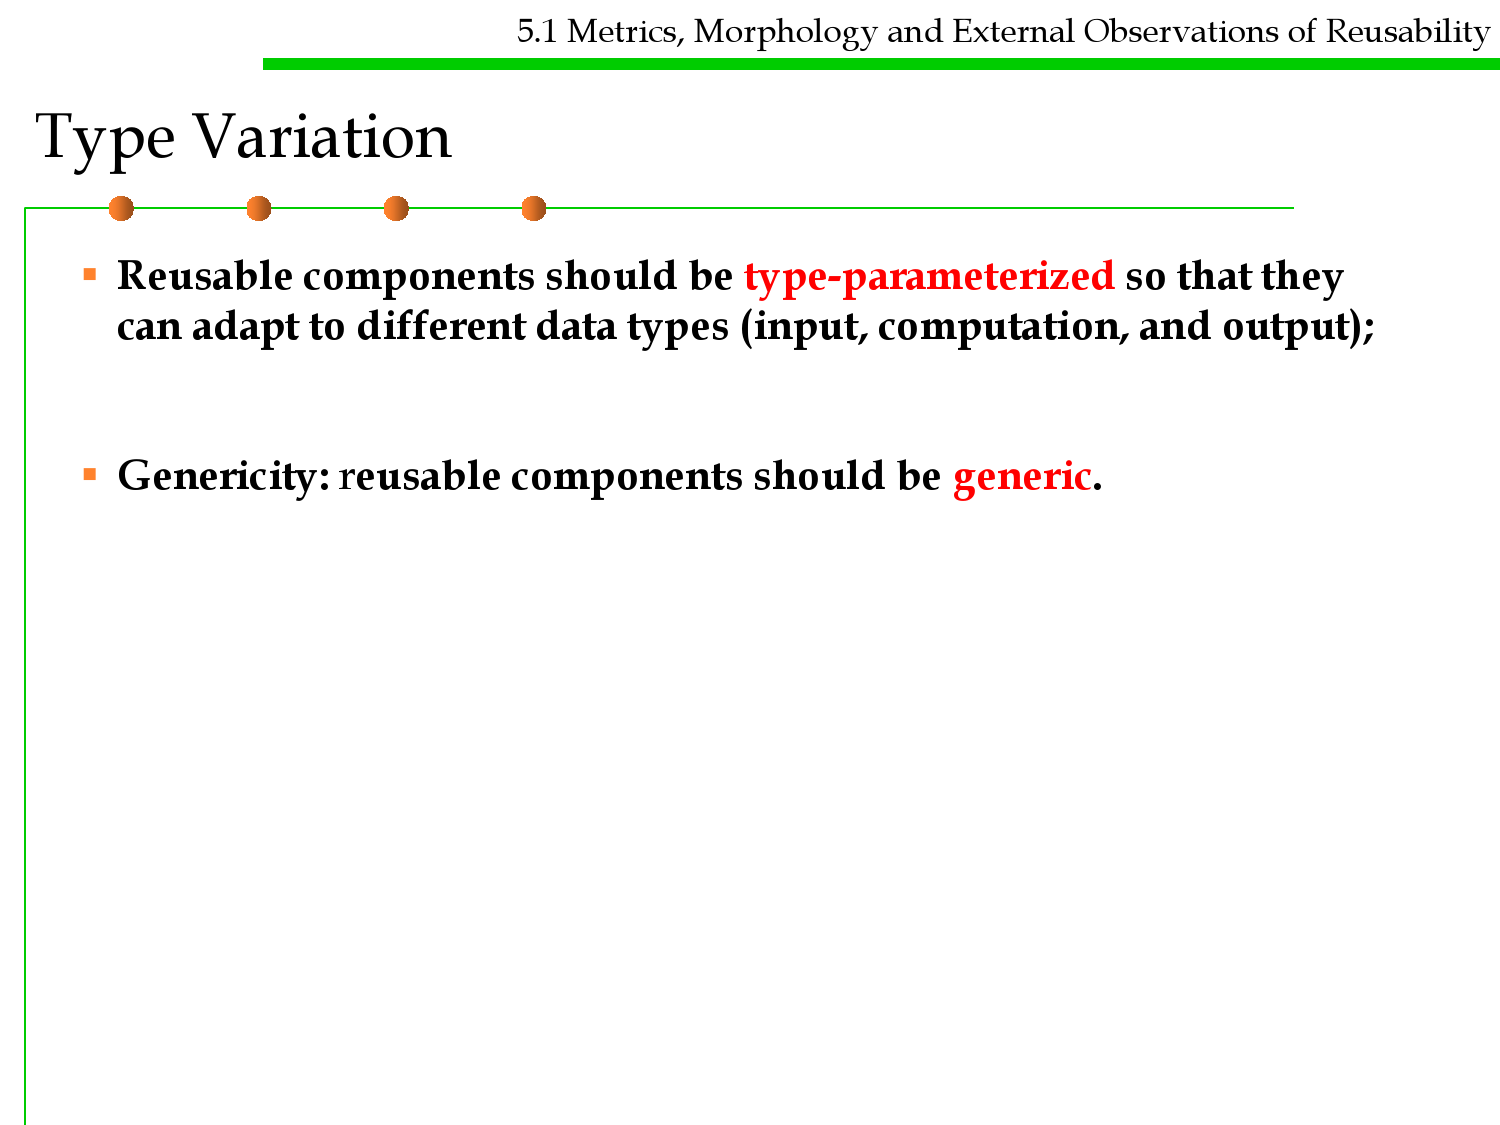 5.1 Metrics, Morphology and External Observations of Reusability
Type Variation
▪ Reusable components should be type-parameterized so that they
can adapt to different data types (input, computation, and output);
▪ Genericity: reusable components should be generic.